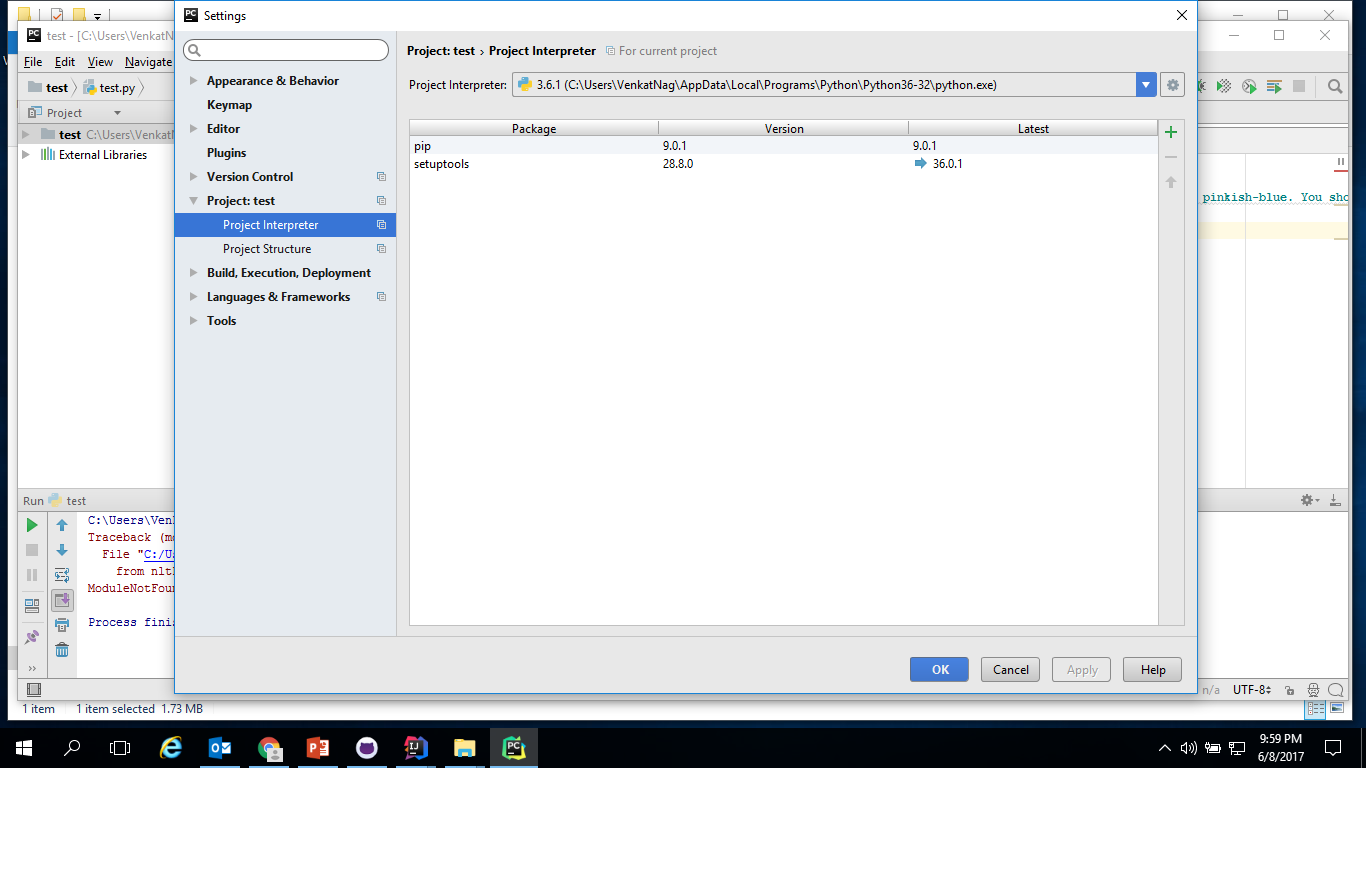 Settings
test - [C:\Users\VenkatN
File Edit View Navigate
test test.py
Project
test C:\Users\Venkat
External Libraries
Appearance & Behavior
Keymap
Editor
Plugins
Version Control
Project: test
Project Interpreter
Project Structure
Build, Execution, Deployment
Languages & Frameworks
Tools
Project: test › Project Interpreter For current project
Project Interpreter: 3.6.1 (C:\Users\VenkatNag\AppData\Local\Programs\Python\Python36-32\python.exe)
Package Version Latest
pip 9.0.1 9.0.1
setuptools 28.8.0 36.0.1
pinkish-blue. You sho
Run test
C:\Users\Ven
Traceback (m
File "C:/U
from nlt
ModuleNotFou
Process fini
OK Cancel Apply Help
n/a UTF-8
1 item 1 item selected 1.73 MB
9:59 PM
6/8/2017